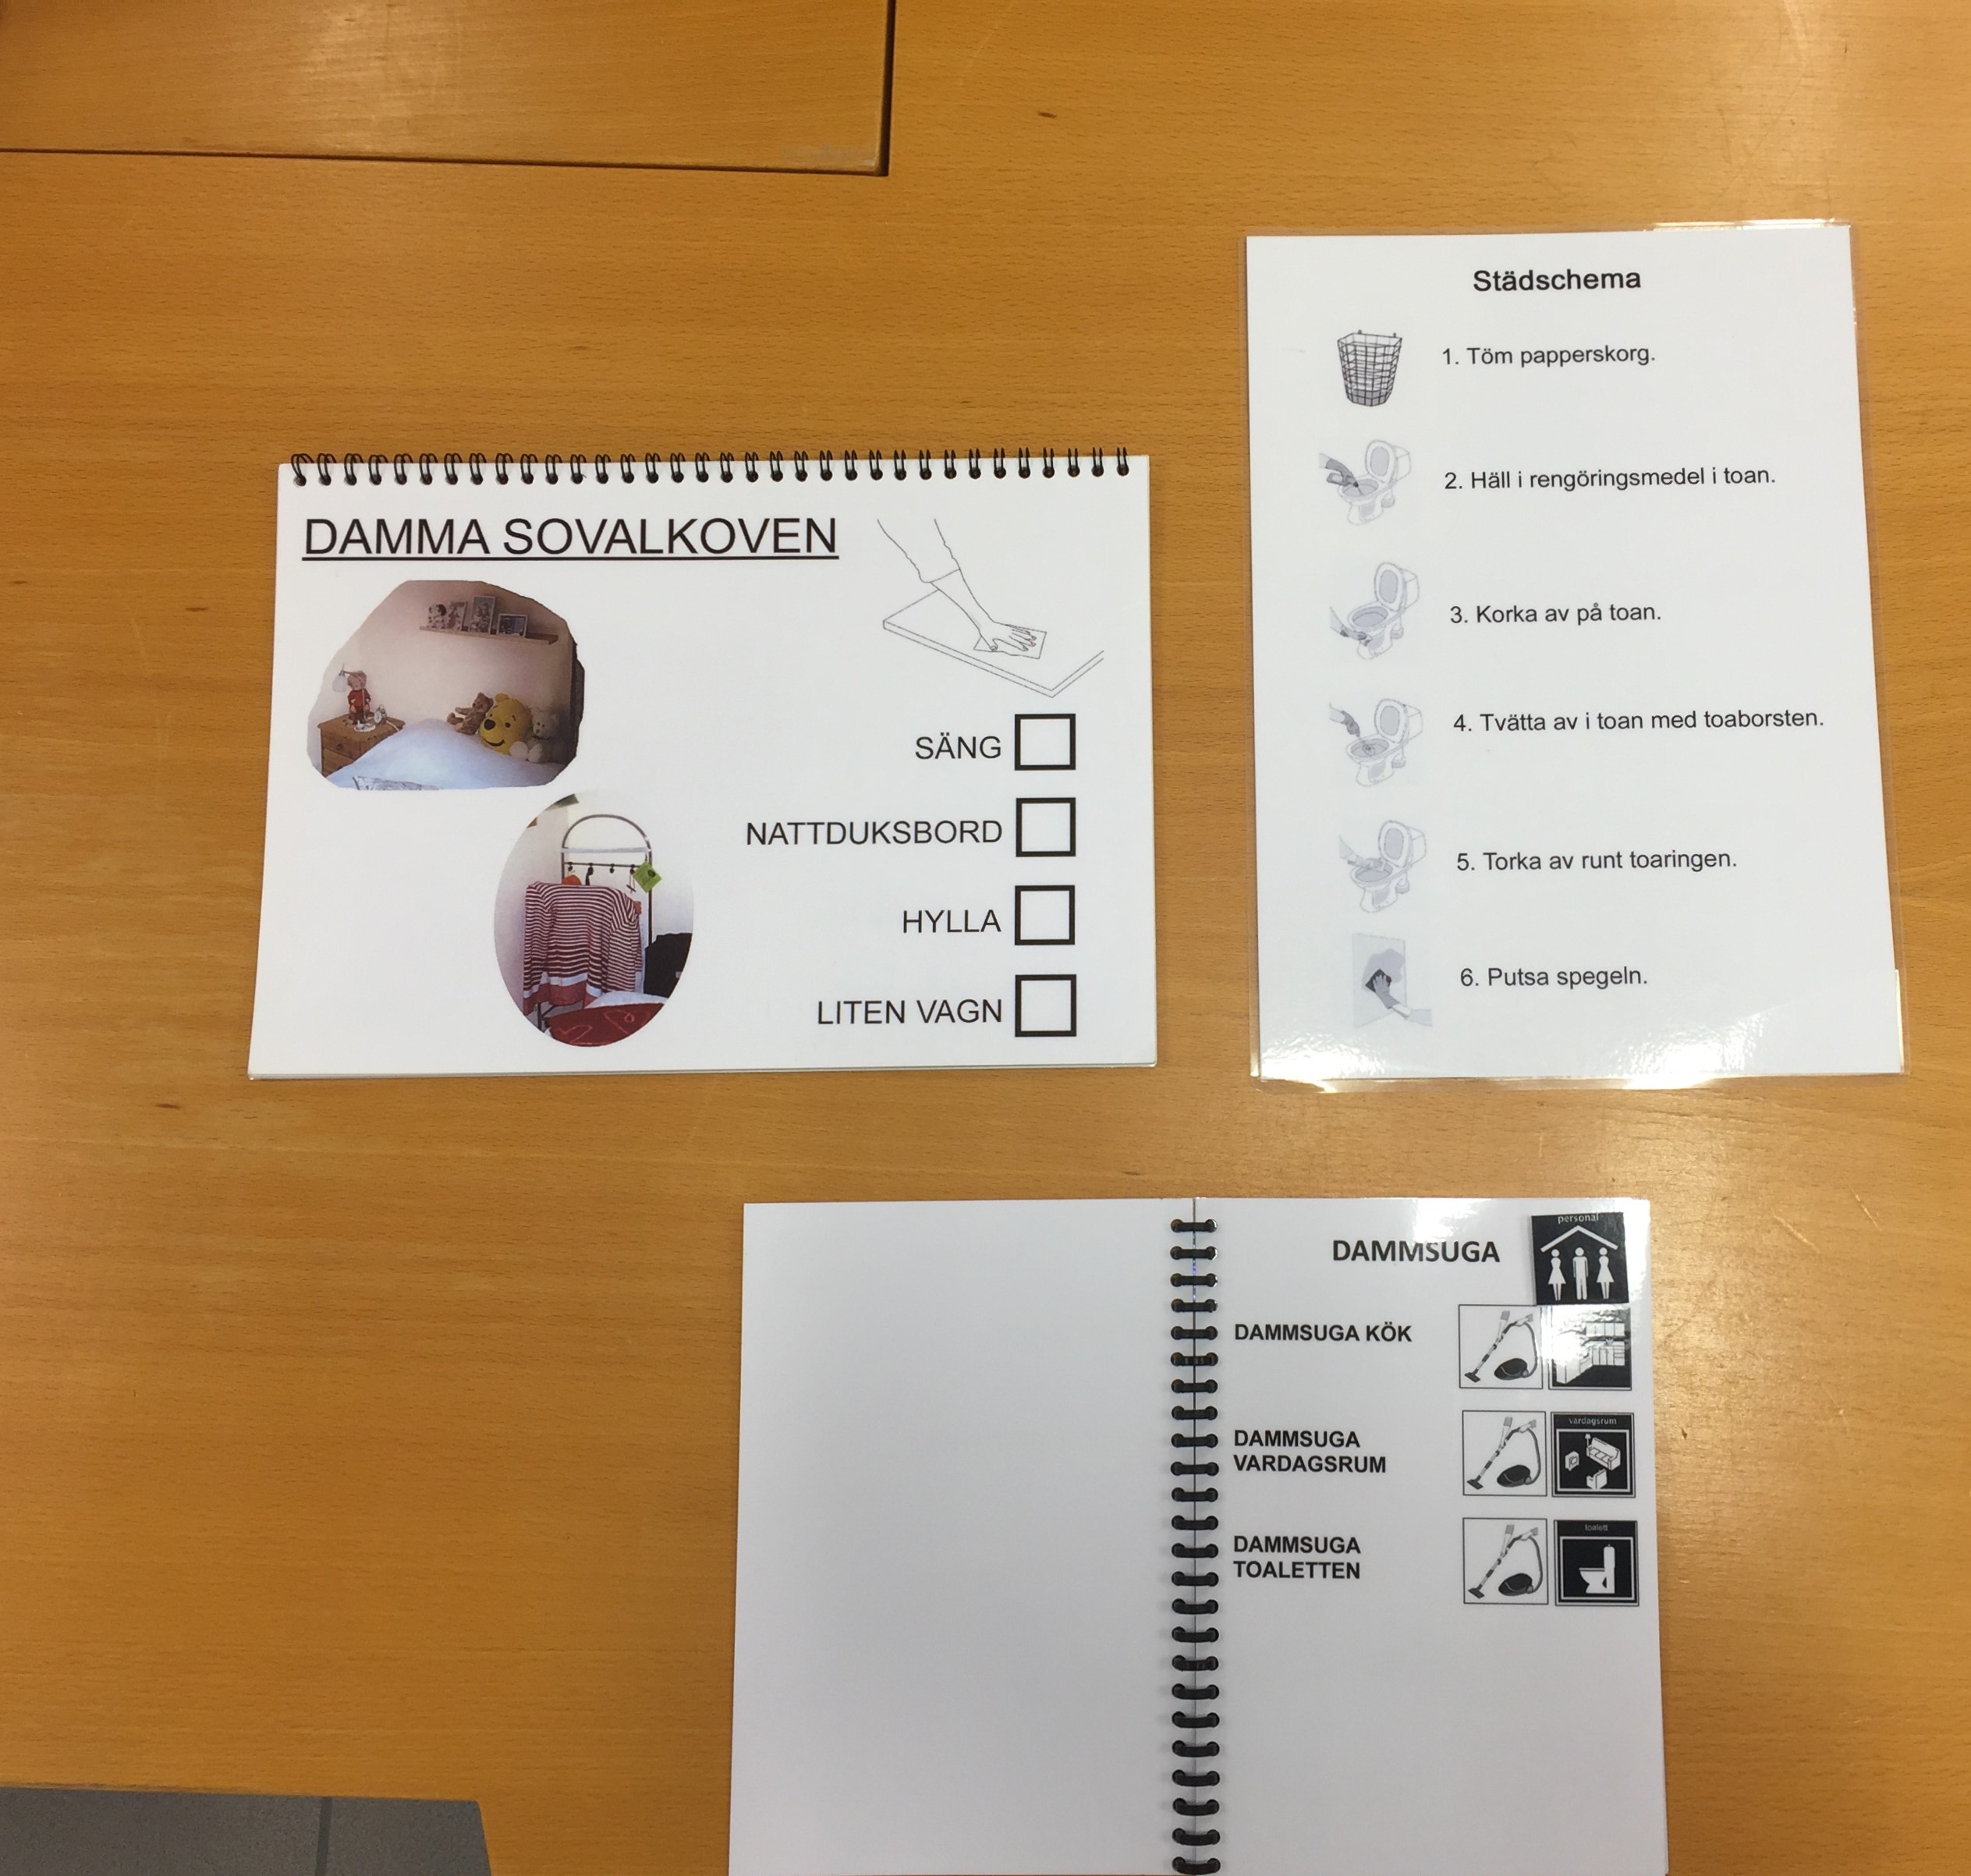 DAMMA SOVALKOVEN
SÄNG
NATTDUKSBORD
HYLLA
LITEN VAGN
Städschema
1. Töm papperskorg.
2. Häll i rengöringsmedel i toan.
3. Korka av på toan.
4. Tvätta av i toan med toaborsten.
5. Torka av runt toaringen.
6. Putsa spegeln.
DAMMSUGA
personal
DAMMSUGA KÖK
DAMMSUGA
VARDAGSRUM
vardagsrum
DAMMSUGA
TOALETTEN
toalett